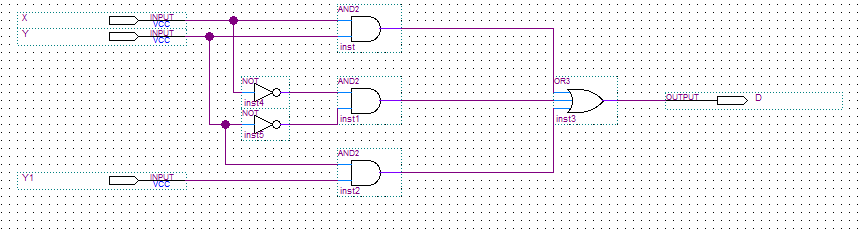 AND2
X INPUT
VCC
Y INPUT
VCC
inst
NOT AND2 OR3
OUTPUT D
inst4
NOT inst1 inst3
inst5
AND2
Y1 INPUT
VCC
inst2